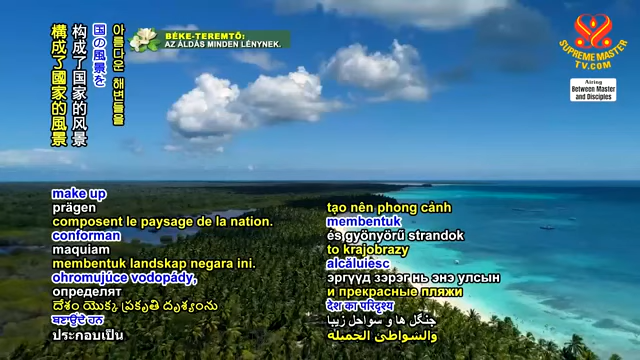 BÉKE-TEREMTŐ:
AZ ÁLDÁS MINDEN LÉNYNEK.
SUPREME MASTER
TV.COM
Airing
Between Master
and Disciples
아름다운 해변들을
国の風景を
构成了国家的风景
構成了國家的風景
make up
prägen
composent le paysage de la nation.
conforman
maquiam
membentuk landskap negara ini.
ohromujúce vodopády,
определят
దేశం యొక్క ప్రకృతి దృశ్యంను
ਬਣਾਉਂਦੇ ਹਨ
ประกอบเป็น
tạo nên phong cảnh
membentuk
és gyönyörű strandok
to krajobrazy
alcăluiesc
эргүүд зэрэг нь энэ улсын
и прекрасные пляжи
देश का परिदृश्य
جنگل ها و سواحل زیبا
والشواطئ الجميلة